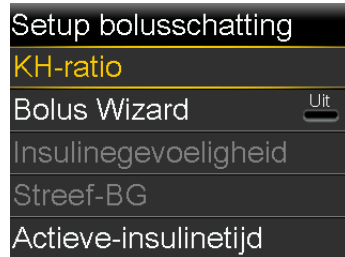 Setup bolusschatting
KH-ratio
Bolus Wizard Uit
Insulinegevoeligheid
Streef-BG
Actieve-insulinetijd